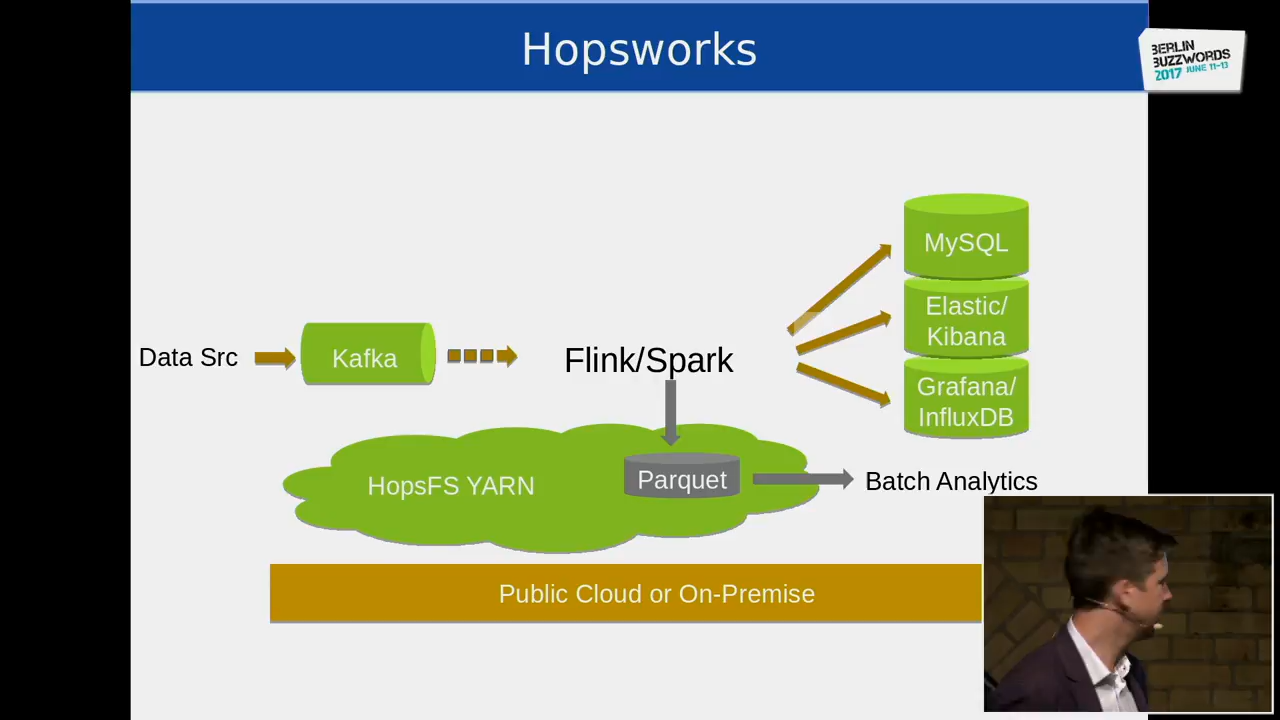 Hopsworks
BERLIN
BUZZWORDS
2017 JUNE 11-13
MySQL
Elastic/
Kibana
Grafana/
InfluxDB
Data Src
Kafka
Flink/Spark
HopsFS YARN
Parquet
Batch Analytics
Public Cloud or On-Premise